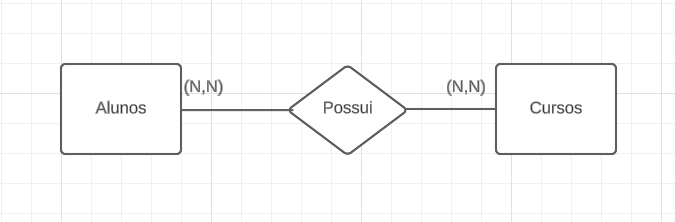 (N,N)
(N,N)
Alunos
Possui
Cursos